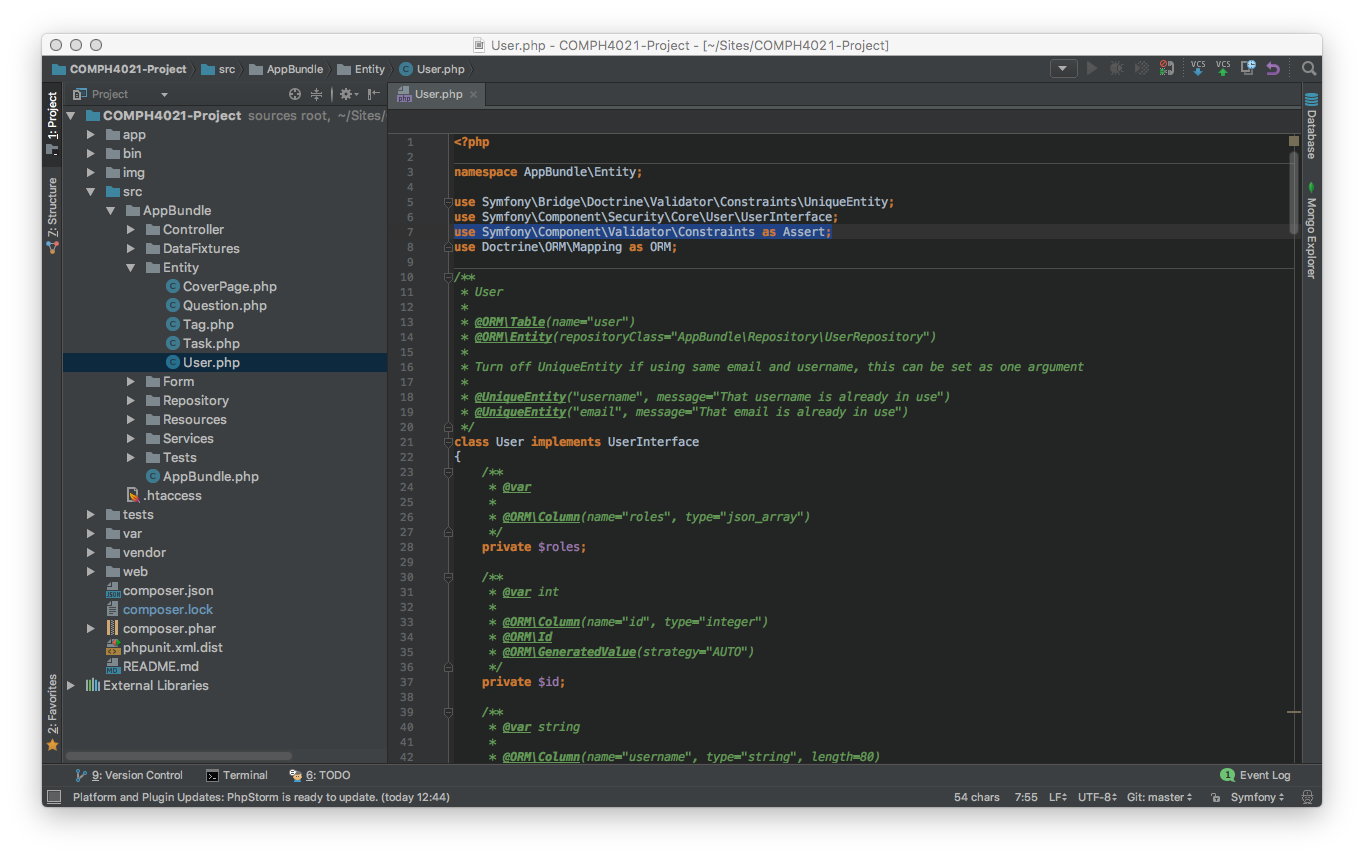 User.php - COMPH4021-Project - [~/Sites/COMPH4021-Project]
COMPH4021-Project src AppBundle Entity User.php VCS VCS
Project User.php
1: Project
Z: Structure
2: Favorites
COMPH4021-Project sources root, ~/Sites/
app
bin
img
src
AppBundle
Controller
DataFixtures
Entity
CoverPage.php
Question.php
Tag.php
Task.php
User.php
Form
Repository
Resources
Services
Tests
AppBundle.php
.htaccess
tests
var
vendor
web
composer.json
composer.lock
composer.phar
phpunit.xml.dist
README.md
External Libraries
1 <?php
2
3 namespace AppBundle\Entity;
4
5 use Symfony\Bridge\Doctrine\Validator\Constraints\UniqueEntity;
6 use Symfony\Component\Security\Core\User\UserInterface;
7 use Symfony\Component\Validator\Constraints as Assert;
8 use Doctrine\ORM\Mapping as ORM;
9
10 /**
11 * User
12 *
13 * @ORM\Table(name="user")
14 * @ORM\Entity(repositoryClass="AppBundle\Repository\UserRepository")
15 *
16 * Turn off UniqueEntity if using same email and username, this can be set as one argument
17 *
18 * @UniqueEntity("username", message="That username is already in use")
19 * @UniqueEntity("email", message="That email is already in use")
20 */
21 class User implements UserInterface
22 {
23 /**
24 * @var
25 *
26 * @ORM\Column(name="roles", type="json_array")
27 */
28 private $roles;
29
30 /**
31 * @var int
32 *
33 * @ORM\Column(name="id", type="integer")
34 * @ORM\Id
35 * @ORM\GeneratedValue(strategy="AUTO")
36 */
37 private $id;
38
39 /**
40 * @var string
41 *
42 * @ORM\Column(name="username", type="string", length=80)
Database
Mongo Explorer
9: Version Control Terminal 6: TODO 1 Event Log
Platform and Plugin Updates: PhpStorm is ready to update. (today 12:44) 54 chars 7:55 LF UTF-8 Git: master Symfony